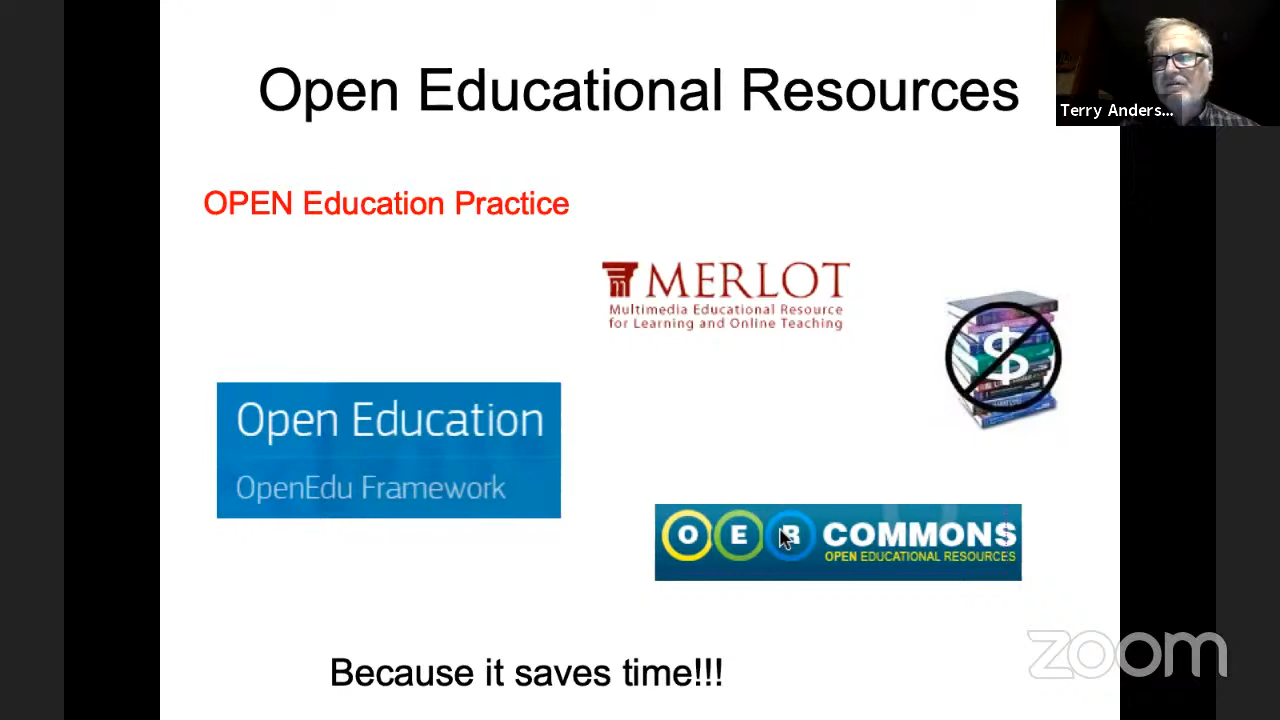 Open Educational Resources
Terry Anders...
OPEN Education Practice
MERLOT
Multimedia Educational Resource
for Learning and Online Teaching
$
Open Education
OpenEdu Framework
OER COMMONS
OPEN EDUCATIONAL RESOURCES
Because it saves time!!!
zoom